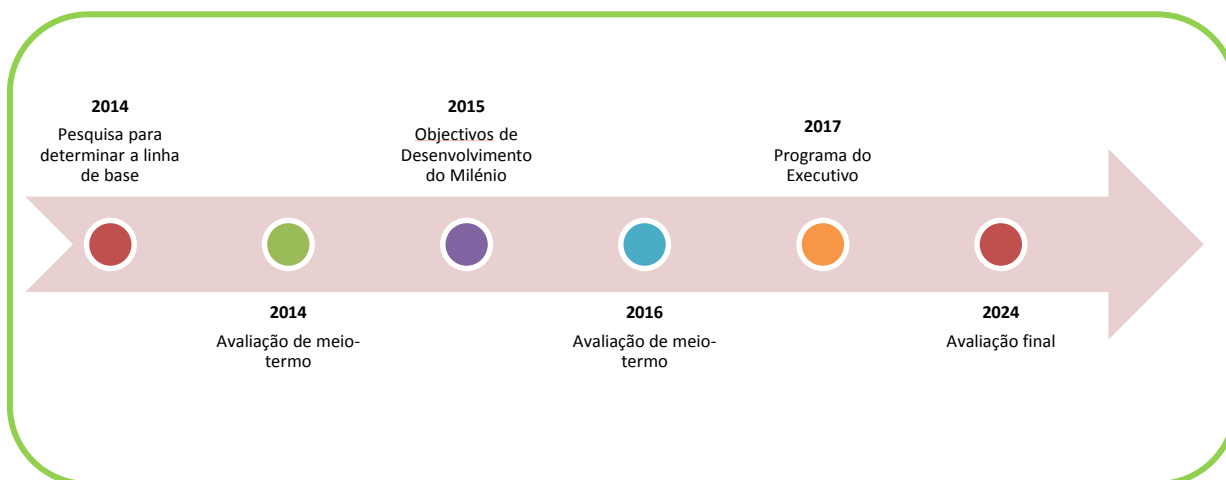 2014
Pesquisa para
determinar a linha
de base
2014
Avaliação de meio-
termo
2015
Objectivos de
Desenvolvimento
do Milénio
2016
Avaliação de meio-
termo
2017
Programa do
Executivo
2024
Avaliação final